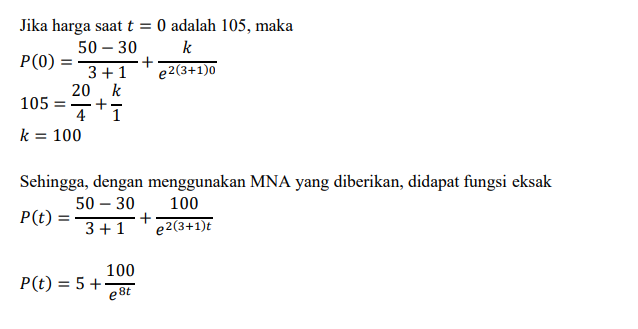 Jika harga saat t = 0 adalah 105, maka
P(0) = \frac{50 − 30}{3 + 1} + \frac{k}{e^{2(3+1)0}}
105 = \frac{20}{4} + \frac{k}{1}
k = 100
Sehingga, dengan menggunakan MNA yang diberikan, didapat fungsi eksak
P(t) = \frac{50 − 30}{3 + 1} + \frac{100}{e^{2(3+1)t}}
P(t) = 5 + \frac{100}{e^{8t}}